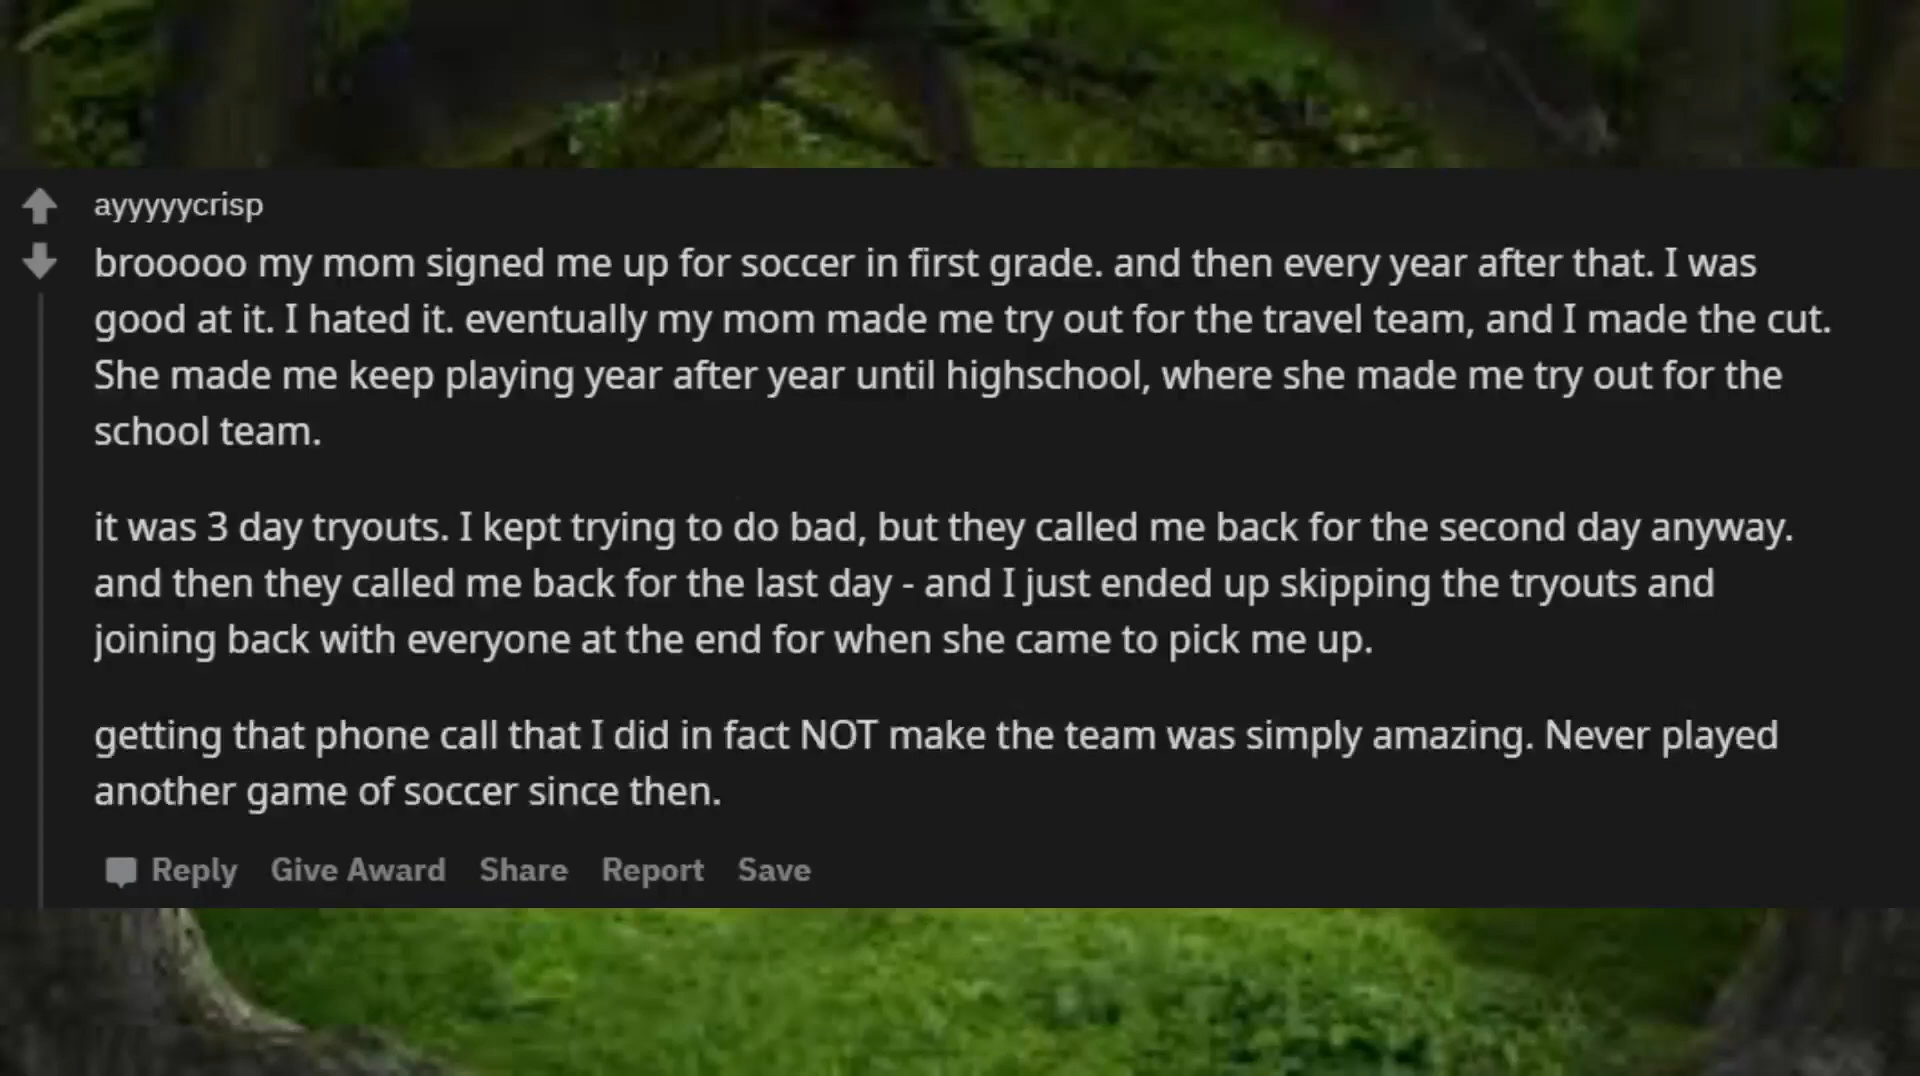 ayyyyycrisp
brooooo my mom signed me up for soccer in first grade. and then every year after that. I was
good at it. I hated it. eventually my mom made me try out for the travel team, and I made the cut.
She made me keep playing year after year until highschool, where she made me try out for the
school team.
it was 3 day tryouts. I kept trying to do bad, but they called me back for the second day anyway.
and then they called me back for the last day - and I just ended up skipping the tryouts and
joining back with everyone at the end for when she came to pick me up.
getting that phone call that I did in fact NOT make the team was simply amazing. Never played
another game of soccer since then.
Reply Give Award Share Report Save